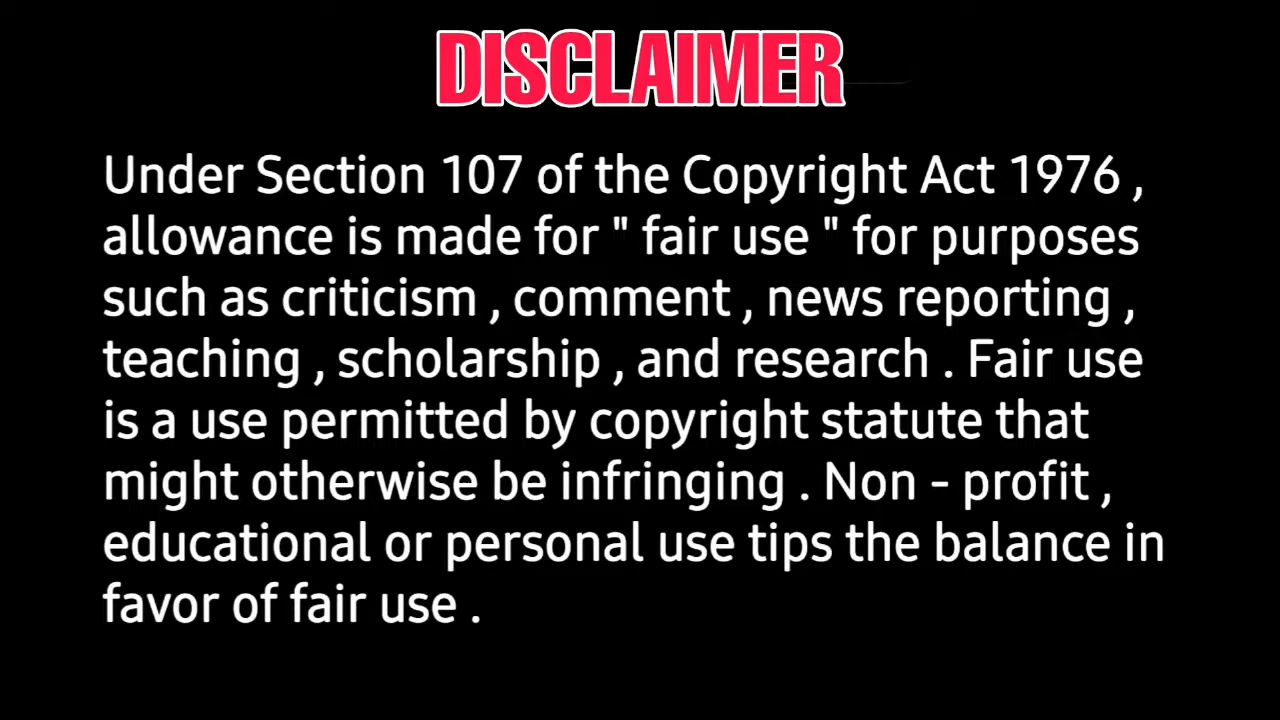 DISCLAIMER
Under Section 107 of the Copyright Act 1976 ,
allowance is made for " fair use " for purposes
such as criticism , comment , news reporting ,
teaching , scholarship , and research . Fair use
is a use permitted by copyright statute that
might otherwise be infringing . Non - profit ,
educational or personal use tips the balance in
favor of fair use .